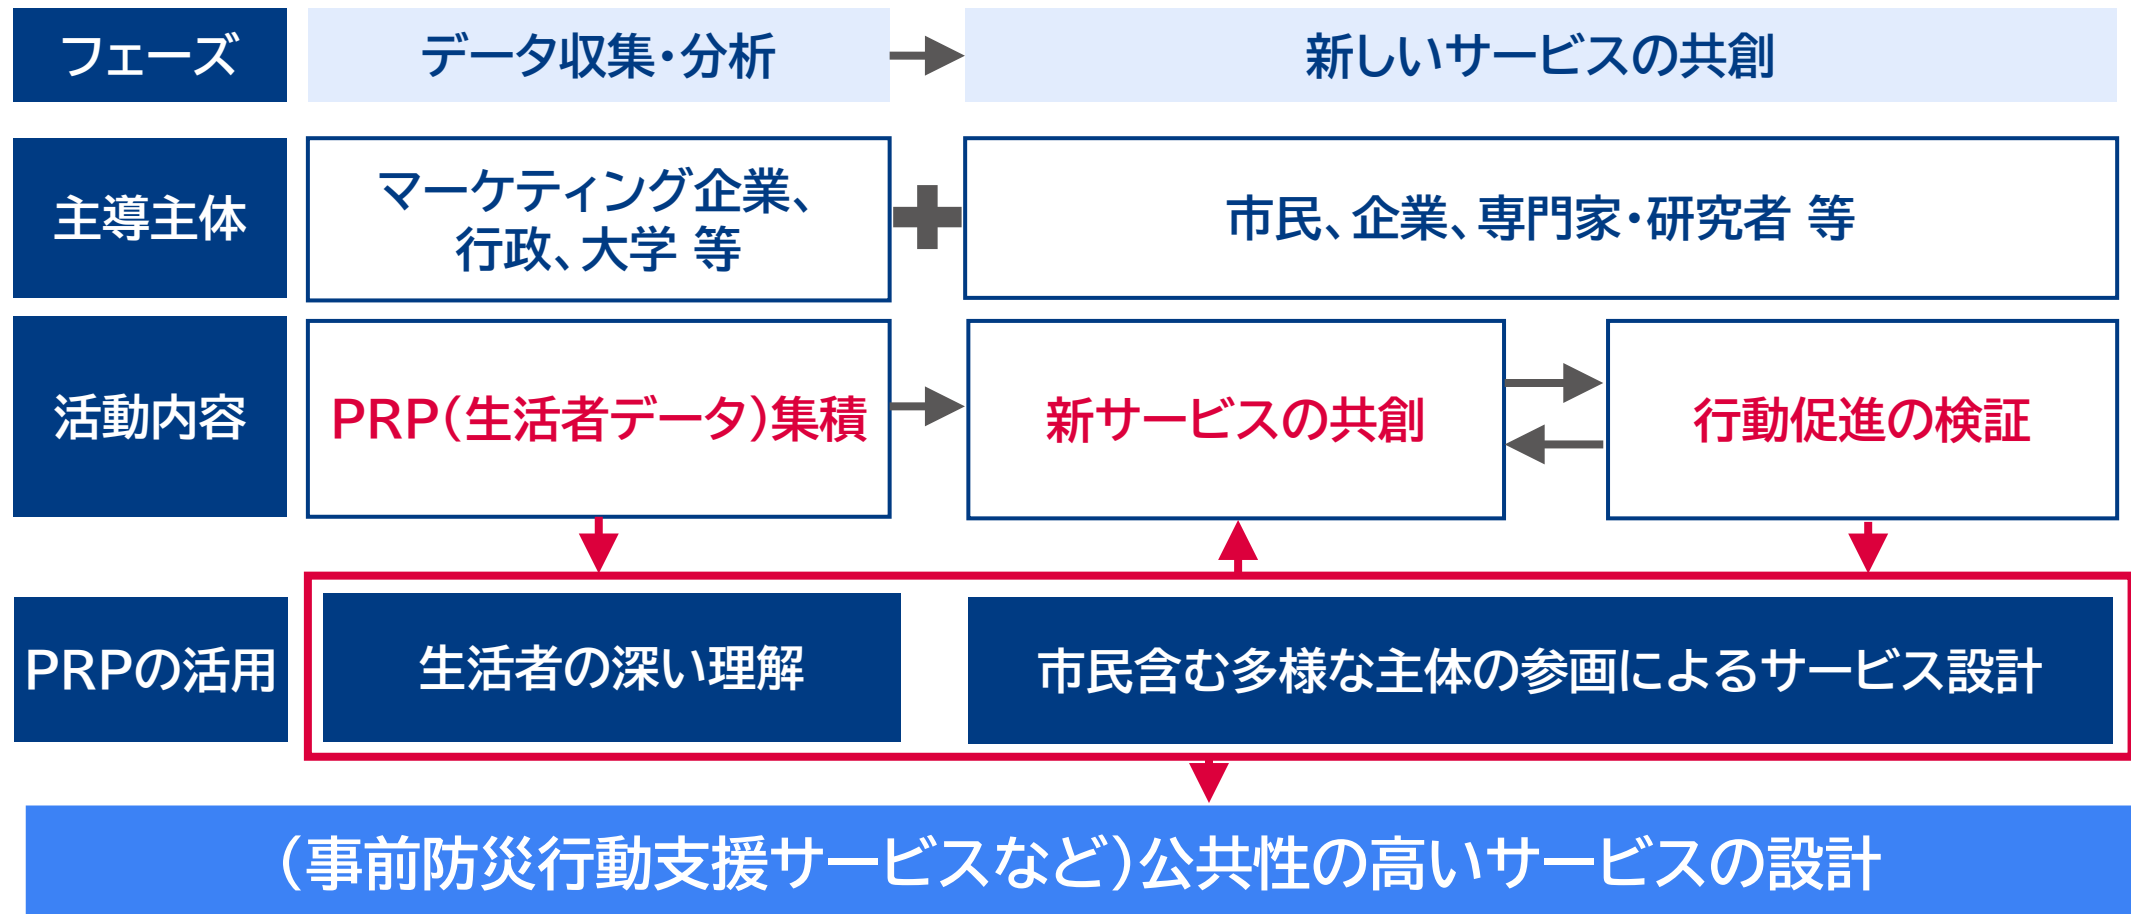 フェーズ
データ収集・分析
新しいサービスの共創
主導主体
マーケティング企業、
行政、大学 等
市民、企業、専門家・研究者 等
活動内容
PRP(生活者データ)集積
新サービスの共創
行動促進の検証
PRPの活用
生活者の深い理解
市民含む多様な主体の参画によるサービス設計
(事前防災行動支援サービスなど)公共性の高いサービスの設計